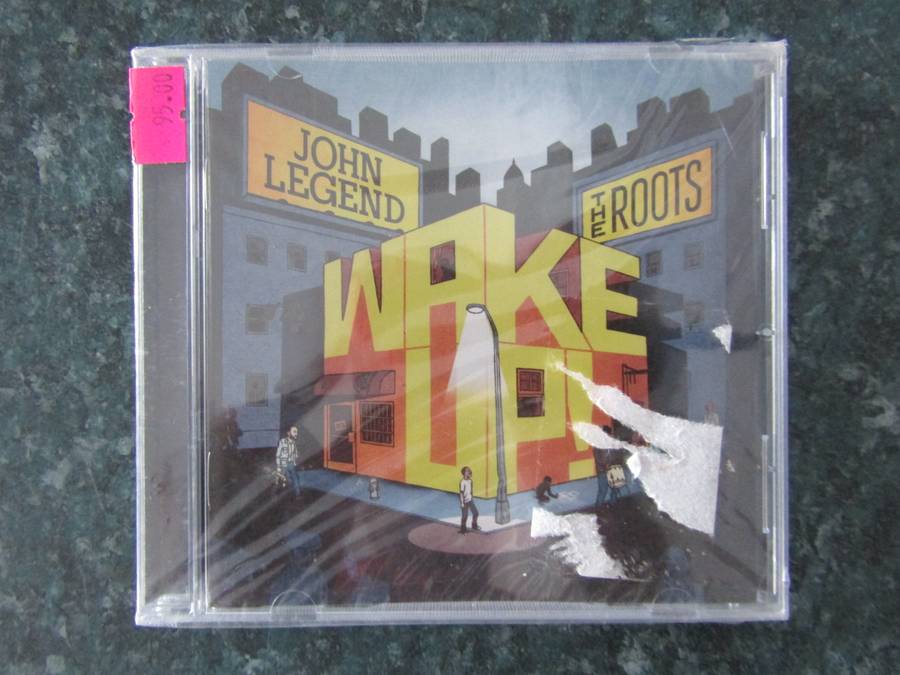 95.00
JOHN
LEGEND
THE ROOTS
WAKE
UP!